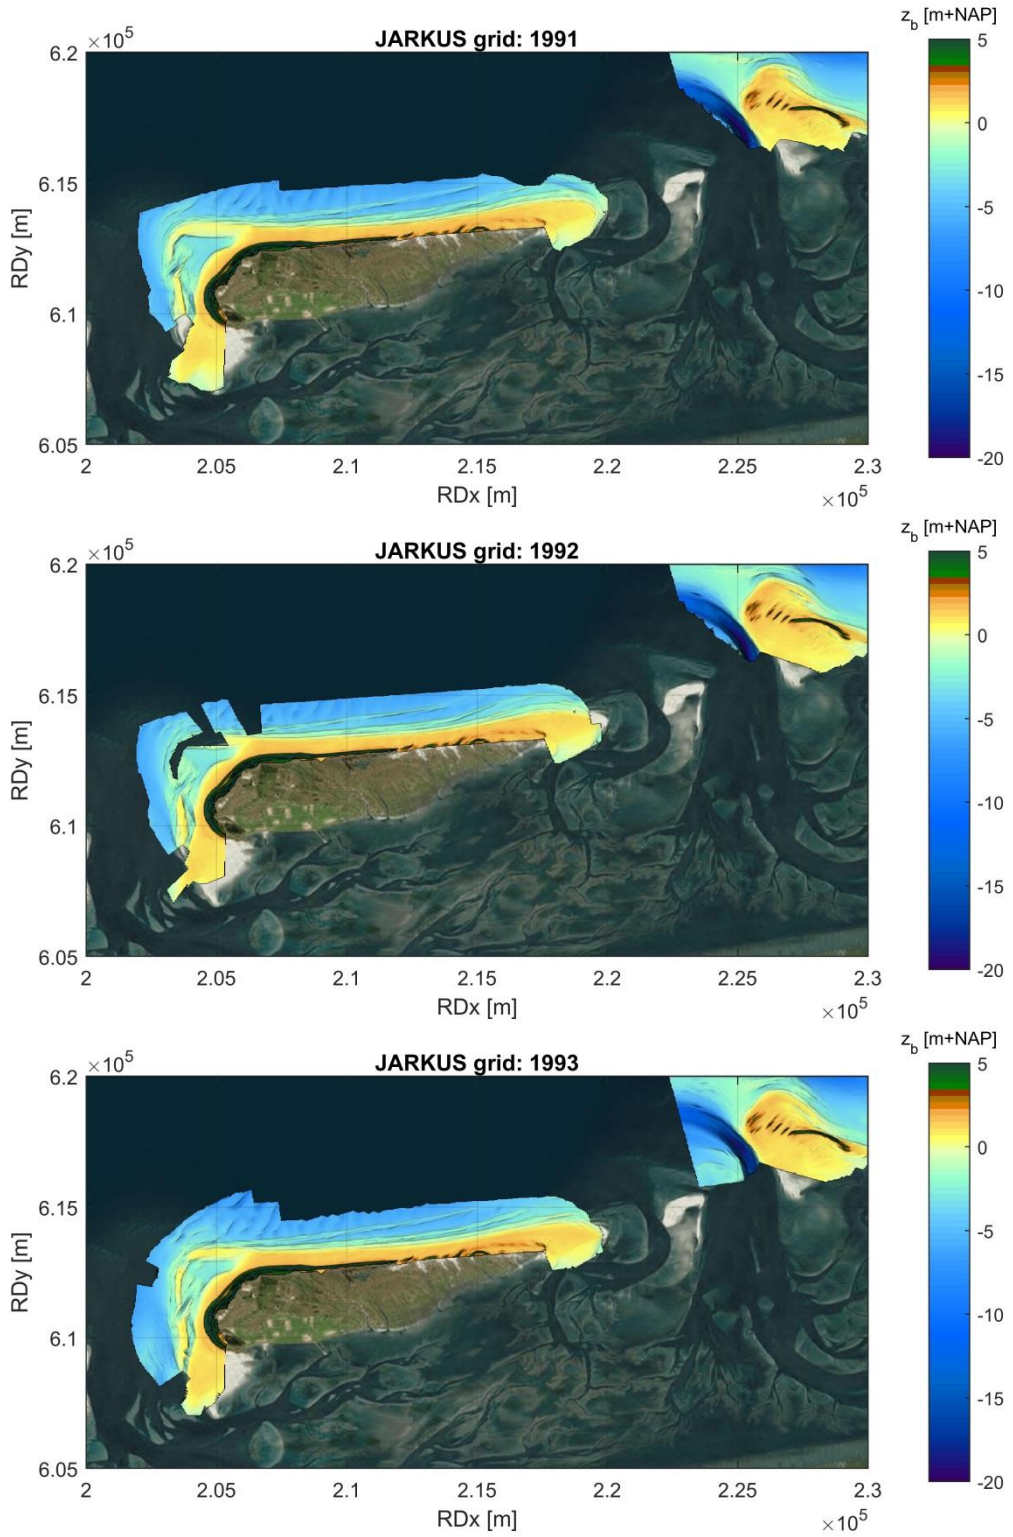 z_b [m+NAP]
×10^5
JARKUS grid: 1991
6.2
6.15
6.1
6.05
RDy [m]
2 2.05 2.1 2.15 2.2 2.25 2.3
RDx [m]
×10^5
5
0
-5
-10
-15
-20
z_b [m+NAP]
×10^5
JARKUS grid: 1992
6.2
6.15
6.1
6.05
RDy [m]
2 2.05 2.1 2.15 2.2 2.25 2.3
RDx [m]
×10^5
5
0
-5
-10
-15
-20
z_b [m+NAP]
×10^5
JARKUS grid: 1993
6.2
6.15
6.1
6.05
RDy [m]
2 2.05 2.1 2.15 2.2 2.25 2.3
RDx [m]
×10^5
5
0
-5
-10
-15
-20